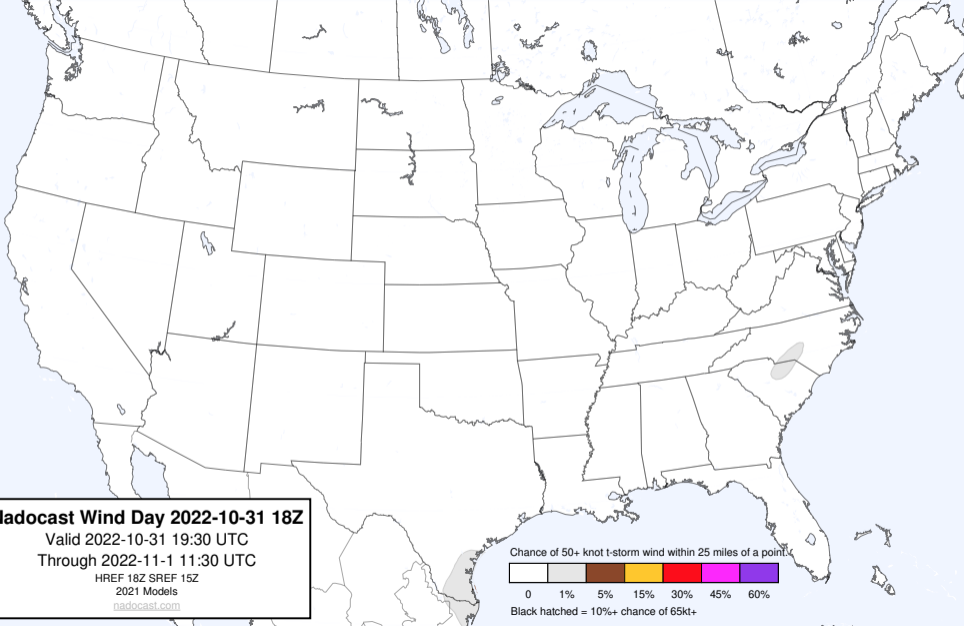 adocast Wind Day 2022-10-31 18Z
Valid 2022-10-31 19:30 UTC
Through 2022-11-1 11:30 UTC
HREF 18Z SREF 15Z
2021 Models
nadocast.com
Chance of 50+ knot t-storm wind within 25 miles of a point.
0 1% 5% 15% 30% 45% 60%
Black hatched = 10%+ chance of 65kt+